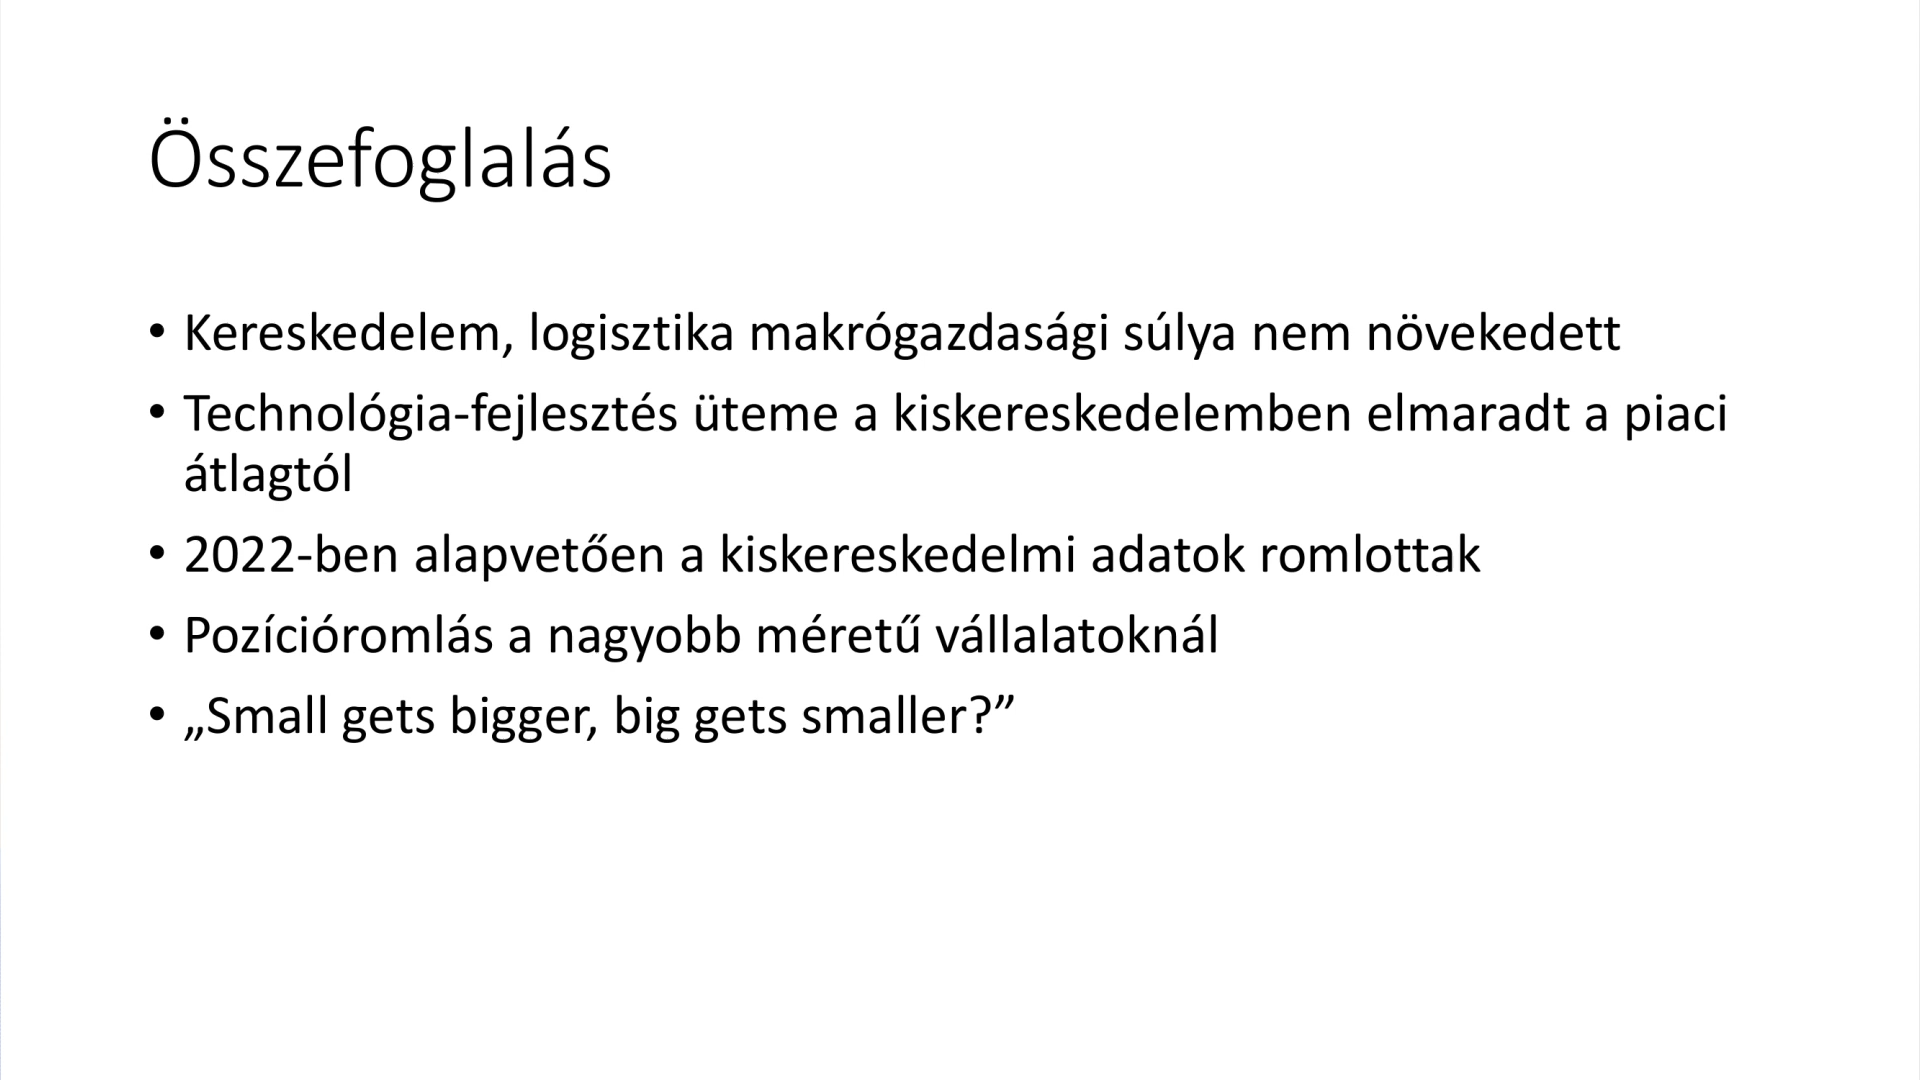 Összefoglalás
• Kereskedelem, logisztika makrógazdasági súlya nem növekedett
• Technológia-fejlesztés üteme a kiskereskedelemben elmaradt a piaci
átlagtól
• 2022-ben alapvetően a kiskereskedelmi adatok romlottak
• Pozícióromlás a nagyobb méretű vállalatoknál
• „Small gets bigger, big gets smaller?”